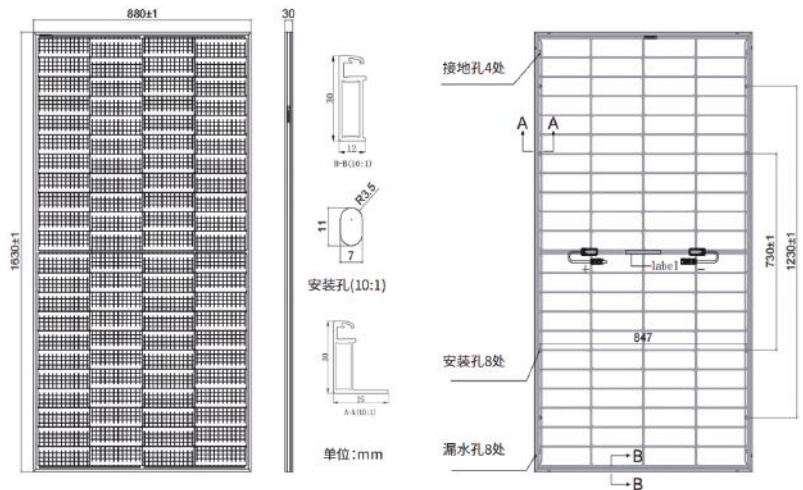 880±1
30
1630±1
30
12
B-B(10:1)
R3.5
11
7
安装孔(10:1)
30
25
A-A(10:1)
单位:mm
接地孔4处
A
A
label
+
−
730±1
1230±1
847
安装孔8处
漏水孔8处
B
B